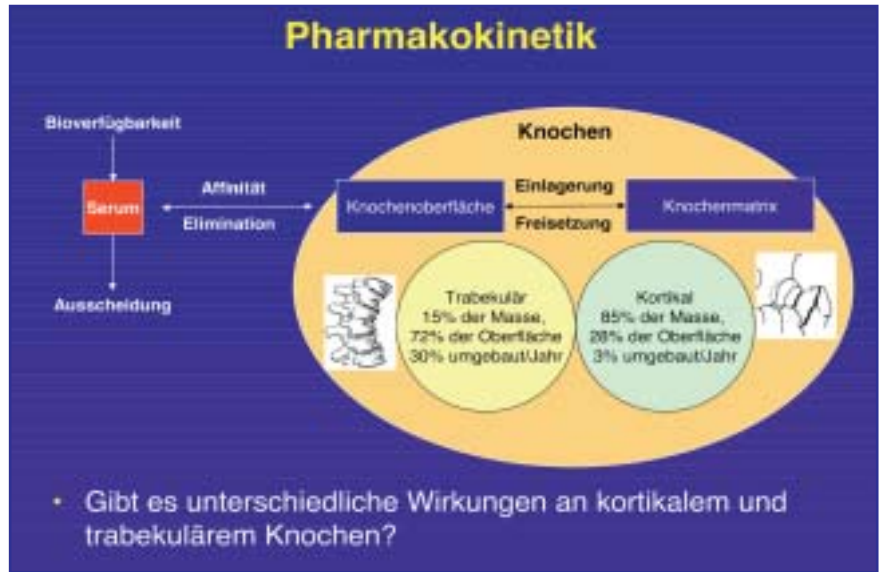 Pharmakokinetik
Bioverfügbarkeit
Knochen
Serum
Affinität
Elimination
Knochenoberfläche
Einlagerung
Freisetzung
Knochenmatrix
Ausscheidung
Trabekulär
15% der Masse,
72% der Oberfläche
30% umgebaut/Jahr
Kortikal
85% der Masse,
28% der Oberfläche
3% umgebaut/Jahr
• Gibt es unterschiedliche Wirkungen an kortikalem und
trabekulärem Knochen?